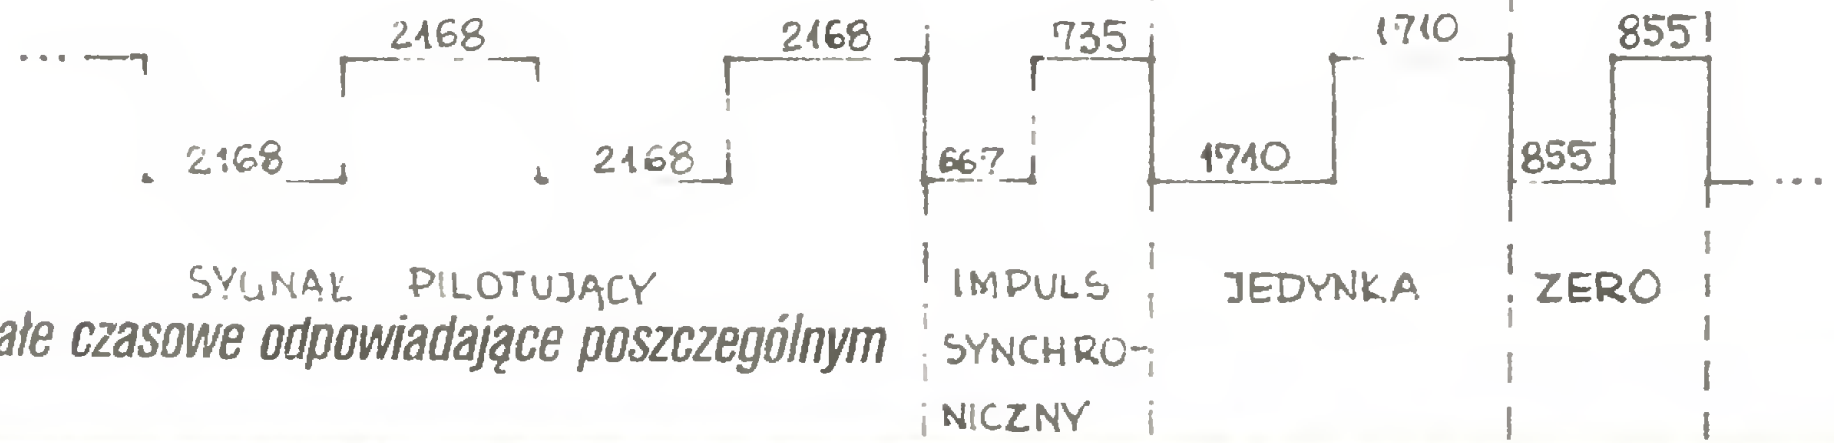 ... 2168 2168 735 1710 855
2168 2168 667 1710 855 ...
SYGNAŁ PILOTUJĄCY IMPULS JEDYNKA ZERO
ałe czasowe odpowiadające poszczególnym
SYNCHRO-
NICZNY